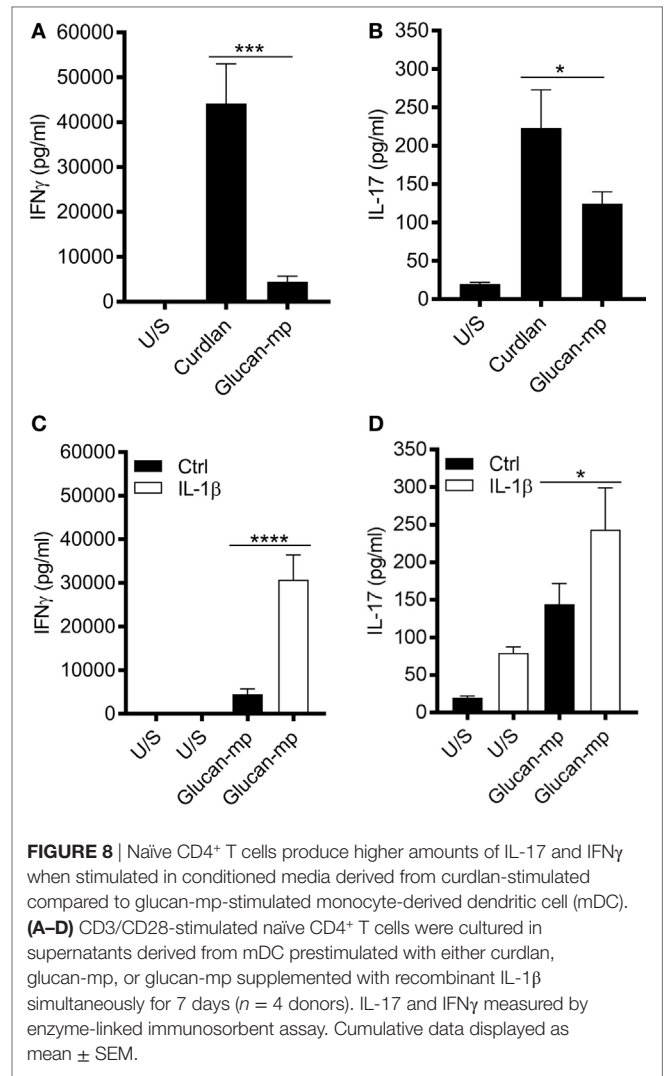 A
60000
50000
40000
30000
20000
10000
0
IFNγ (pg/ml)
***
U/S
Curdlan
Glucan-mp
B
350
300
250
200
150
100
50
0
IL-17 (pg/ml)
*
U/S
Curdlan
Glucan-mp
C
60000
50000
40000
30000
20000
10000
0
IFNγ (pg/ml)
Ctrl
IL-1β
****
U/S
U/S
Glucan-mp
Glucan-mp
D
350
300
250
200
150
100
50
0
IL-17 (pg/ml)
Ctrl
IL-1β
*
U/S
U/S
Glucan-mp
Glucan-mp
FIGURE 8 | Naïve CD4⁺ T cells produce higher amounts of IL-17 and IFNγ
when stimulated in conditioned media derived from curdlan-stimulated
compared to glucan-mp-stimulated monocyte-derived dendritic cell (mDC).
(A–D) CD3/CD28-stimulated naïve CD4⁺ T cells were cultured in
supernatants derived from mDC prestimulated with either curdlan,
glucan-mp, or glucan-mp supplemented with recombinant IL-1β
simultaneously for 7 days (n = 4 donors). IL-17 and IFNγ measured by
enzyme-linked immunosorbent assay. Cumulative data displayed as
mean ± SEM.